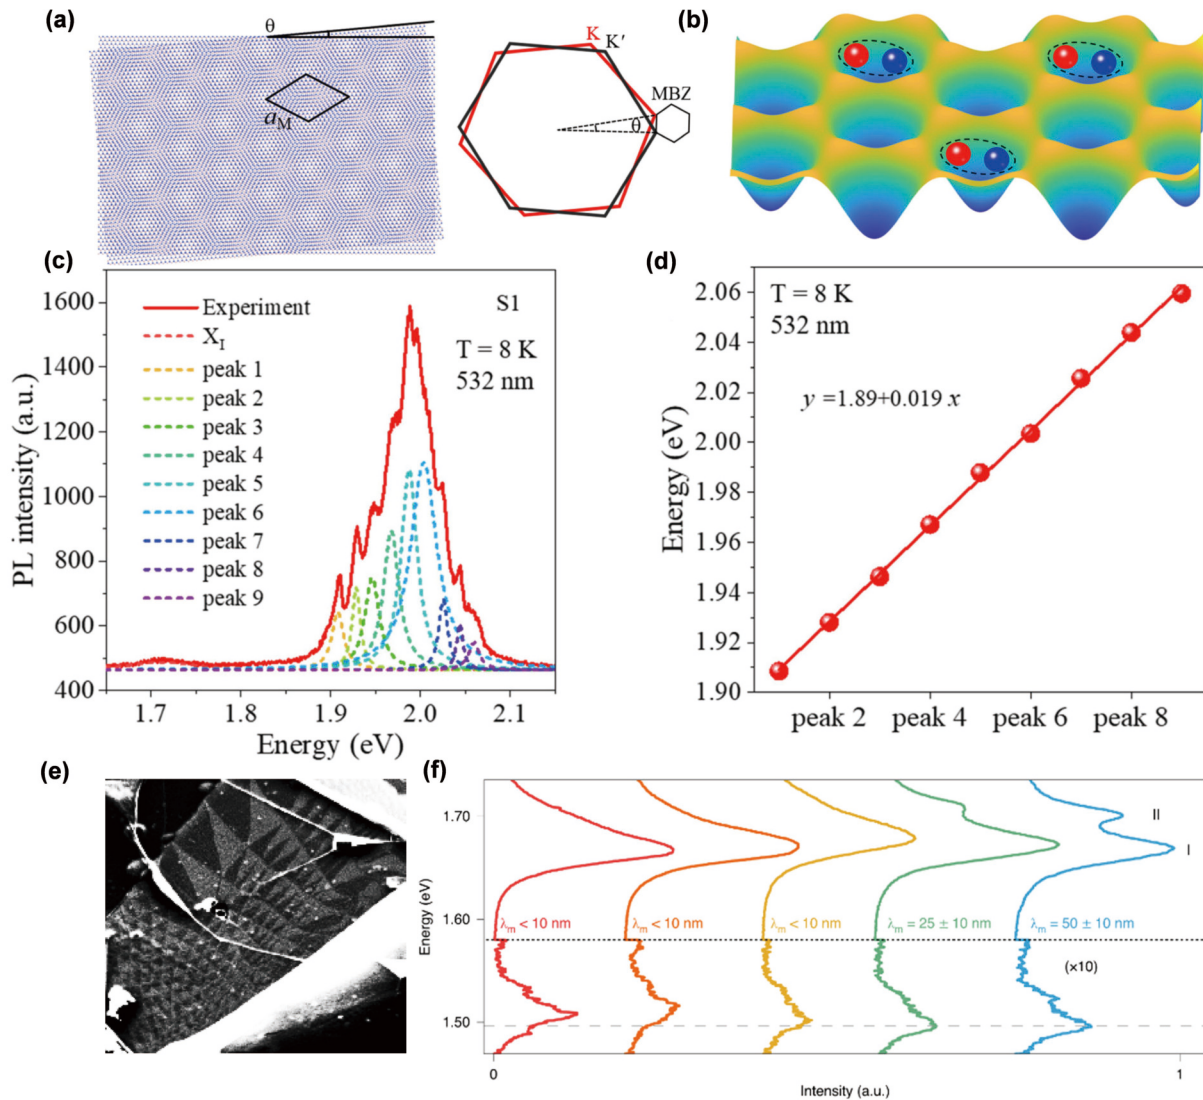 (a)
θ
a_M
K
K′
MBZ
θ
(b)
(c)
PL intensity (a.u.)
1600
1400
1200
1000
800
600
400
Experiment
X_I
peak 1
peak 2
peak 3
peak 4
peak 5
peak 6
peak 7
peak 8
peak 9
S1
T = 8 K
532 nm
1.7
1.8
1.9
2.0
2.1
Energy (eV)
(d)
Energy (eV)
2.06
2.04
2.02
2.00
1.98
1.96
1.94
1.92
1.90
T = 8 K
532 nm
y =1.89+0.019 x
peak 2
peak 4
peak 6
peak 8
(e)
(f)
Energy (eV)
1.70
1.60
1.50
II
I
λm < 10 nm
λm < 10 nm
λm < 10 nm
λm = 25 ± 10 nm
λm = 50 ± 10 nm
(×10)
0
1
Intensity (a.u.)